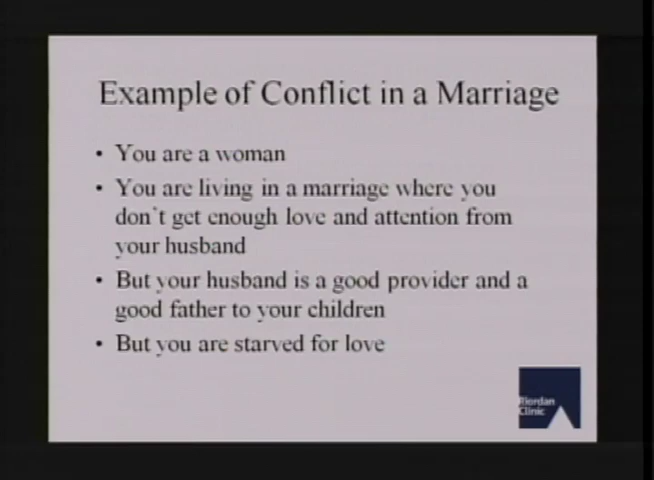 Example of Conflict in a Marriage
• You are a woman
• You are living in a marriage where you
don't get enough love and attention from
your husband
• But your husband is a good provider and a
good father to your children
• But you are starved for love
Riordan
Clinic